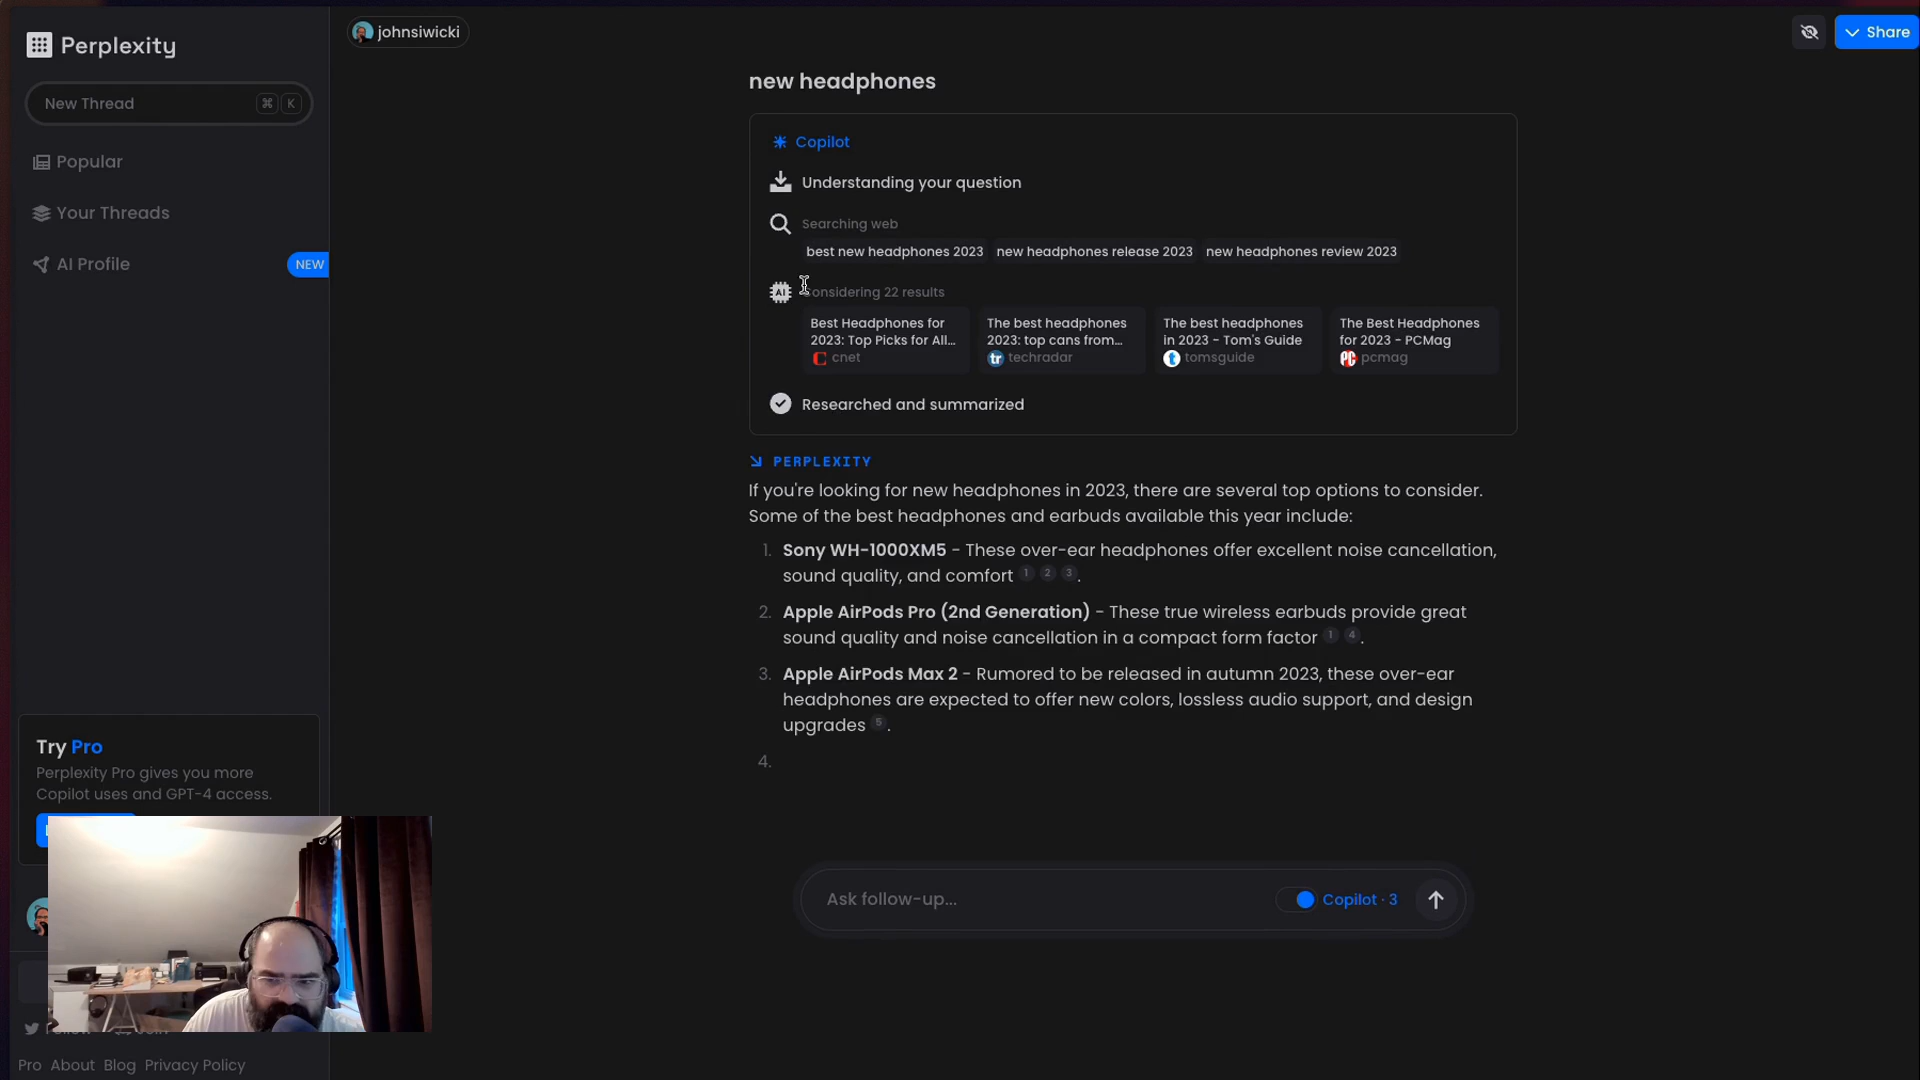 Perplexity
New Thread ⌘ K
Popular
Your Threads
AI Profile NEW
Try Pro
Perplexity Pro gives you more
Copilot uses and GPT-4 access.
Pro About Blog Privacy Policy
johnsiwicki
Share
new headphones
Copilot
Understanding your question
Searching web
best new headphones 2023 new headphones release 2023 new headphones review 2023
AI
onsidering 22 results
Best Headphones for
2023: Top Picks for All…
cnet
The best headphones
2023: top cans from…
tr techradar
The best headphones
in 2023 - Tom's Guide
t tomsguide
The Best Headphones
for 2023 - PCMag
PC pcmag
Researched and summarized
PERPLEXITY
If you're looking for new headphones in 2023, there are several top options to consider.
Some of the best headphones and earbuds available this year include:
1. Sony WH-1000XM5 - These over-ear headphones offer excellent noise cancellation,
sound quality, and comfort 1 2 3.
2. Apple AirPods Pro (2nd Generation) - These true wireless earbuds provide great
sound quality and noise cancellation in a compact form factor 1 4.
3. Apple AirPods Max 2 - Rumored to be released in autumn 2023, these over-ear
headphones are expected to offer new colors, lossless audio support, and design
upgrades 5.
4.
Ask follow-up... Copilot · 3